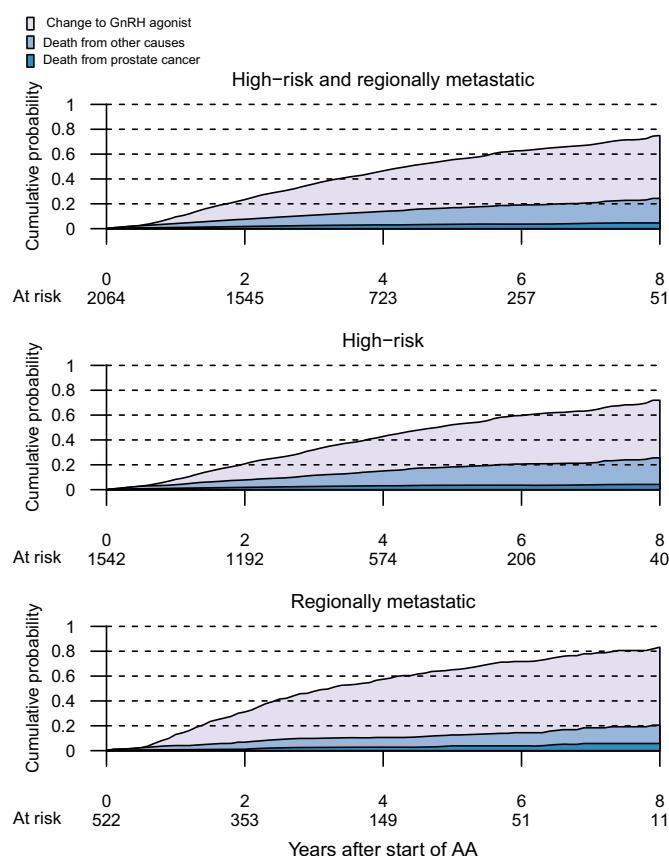 Change to GnRH agonist
Death from other causes
Death from prostate cancer
High−risk and regionally metastatic
Cumulative probability
1
0.8
0.6
0.4
0.2
0
0 2 4 6 8
At risk 2064 1545 723 257 51
High−risk
Cumulative probability
1
0.8
0.6
0.4
0.2
0
0 2 4 6 8
At risk 1542 1192 574 206 40
Regionally metastatic
Cumulative probability
1
0.8
0.6
0.4
0.2
0
0 2 4 6 8
At risk 522 353 149 51 11
Years after start of AA